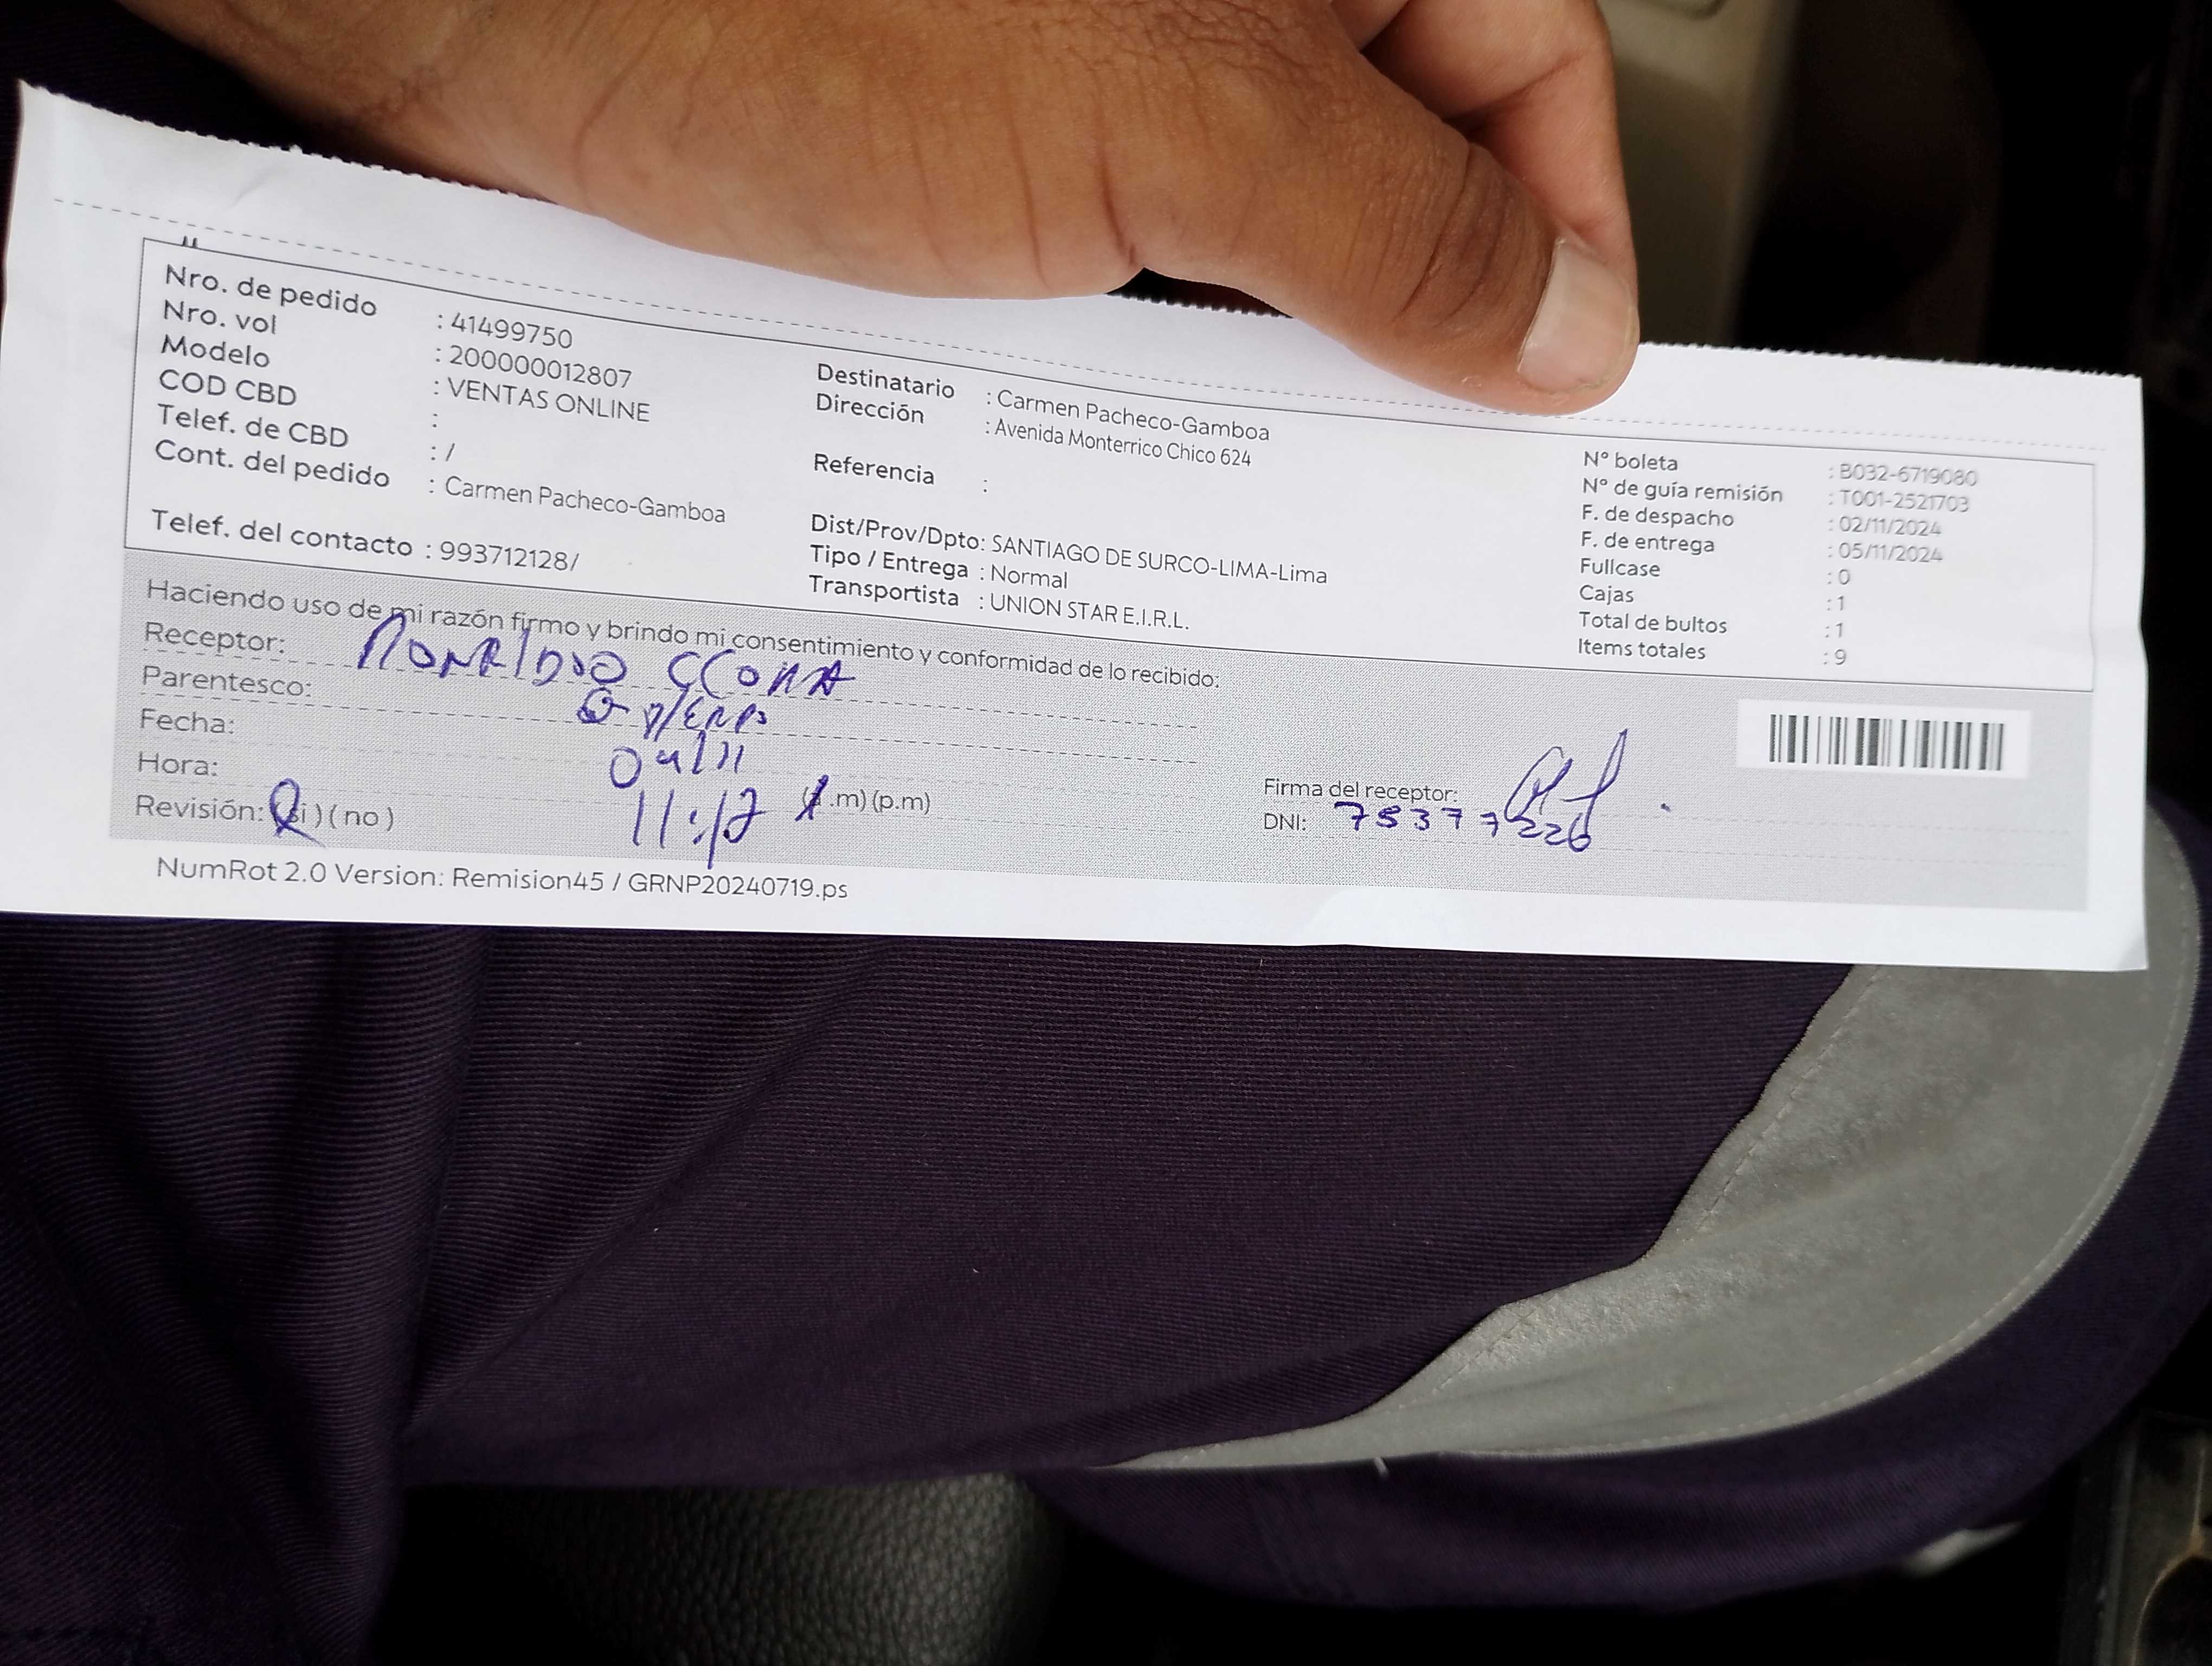 Nro. de pedido : 41499750
Nro. vol : 200000012807
Modelo : VENTAS ONLINE
COD CBD :
Telef. de CBD : /
Cont. del pedido : Carmen Pacheco-Gamboa
Telef. del contacto : 993712128/
Destinatario : Carmen Pacheco-Gamboa
Dirección : Avenida Monterrico Chico 624
Referencia :
Dist/Prov/Dpto: SANTIAGO DE SURCO-LIMA-Lima
Tipo / Entrega : Normal
Transportista : UNION STAR E.I.R.L.
N° boleta : B032-6719080
N° de guía remisión : T001-2521703
F. de despacho : 02/11/2024
F. de entrega : 05/11/2024
Fullcase : 0
Cajas : 1
Total de bultos : 1
Items totales : 9
Haciendo uso de mi razón firmo y brindo mi consentimiento y conformidad de lo recibido:
Receptor: RONALDO CCORA
Parentesco:
Fecha: 04/11
Hora: 11:12 (a.m) (p.m)
Revisión: (si) (no)
Firma del receptor:
DNI: 75377226
NumRot 2.0 Version: Remision45 / GRNP20240719.ps